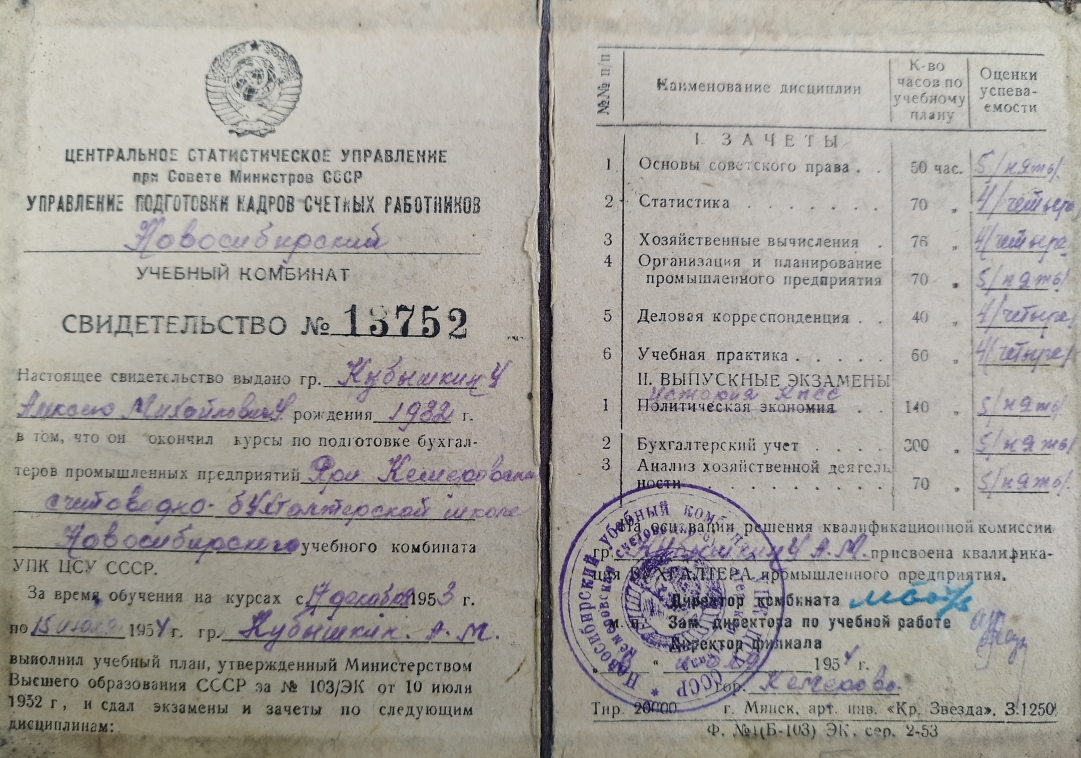 ЦЕНТРАЛЬНОЕ СТАТИСТИЧЕСКОЕ УПРАВЛЕНИЕ
при Совете Министров СССР
УПРАВЛЕНИЕ ПОДГОТОВКИ КАДРОВ СЧЕТНЫХ РАБОТНИКОВ
Новосибирский
УЧЕБНЫЙ КОМБИНАТ
СВИДЕТЕЛЬСТВО № 13752
Настоящее свидетельство выдано гр. Кубышкину
Алексею Михайловичу рождения 1932 г.
в том, что он окончил курсы по подготовке бухгал-
теров промышленных предприятий При Кемеровской
счетоводно-бухгалтерской школе
Новосибирского учебного комбината
УПК ЦСУ СССР.
За время обучения на курсах с 7 декабря 1953 г.
по 15 июля 1954 г. гр. Кубышкин. А. М.
выполнил учебный план, утвержденный Министерством
Высшего образования СССР за № 103/ЭК от 10 июли
1952 г, и сдал экзамены и зачеты по следующим
дисциплинам:
№№ п/п Наименование дисциплин К-во часов по учебному плану Оценки успева-емости
I. ЗАЧЕТЫ
1 Основы советского права . . 50 час. 5/пять/
2 Статистика . . . . . . . 70 „ 4/четыре
3 Хозяйственные вычисления . 76 „ 4/четыре
4 Организация и планирование
промышленного предприятия 70 „ 5/пять/
5 Деловая корреспонденция . . 40 „ 4/четыре/
6 Учебная практика . . . . . 60 „ 4/четыре/
II. ВЫПУСКНЫЕ ЭКЗАМЕНЫ
история КПСС
1 Политическая экономия . . . 140 „ 5/пять/
2 Бухгалтерский учет . . . . . 300 „ 5/пять/
3 Анализ хозяйственной деятель
ности . . . . . . . . 70 „ 5/пять/
На основании решения квалификационной комиссии
гр. Кубышкину А. М. присвоена квалифика-
ция БУХГАЛТЕРА промышленного предприятия.
Директор комбината
м. п. Зам. директора по учебной работе
Директор филиала
1954 г.
гор. Кемерово.
Новосибирский учебный комбинат
СССР
Тир. 20000 г. Минск, арт. инв. «Кр. Звезда». З.1250
Ф. №1(Б-103) ЭК, сер. 2-53